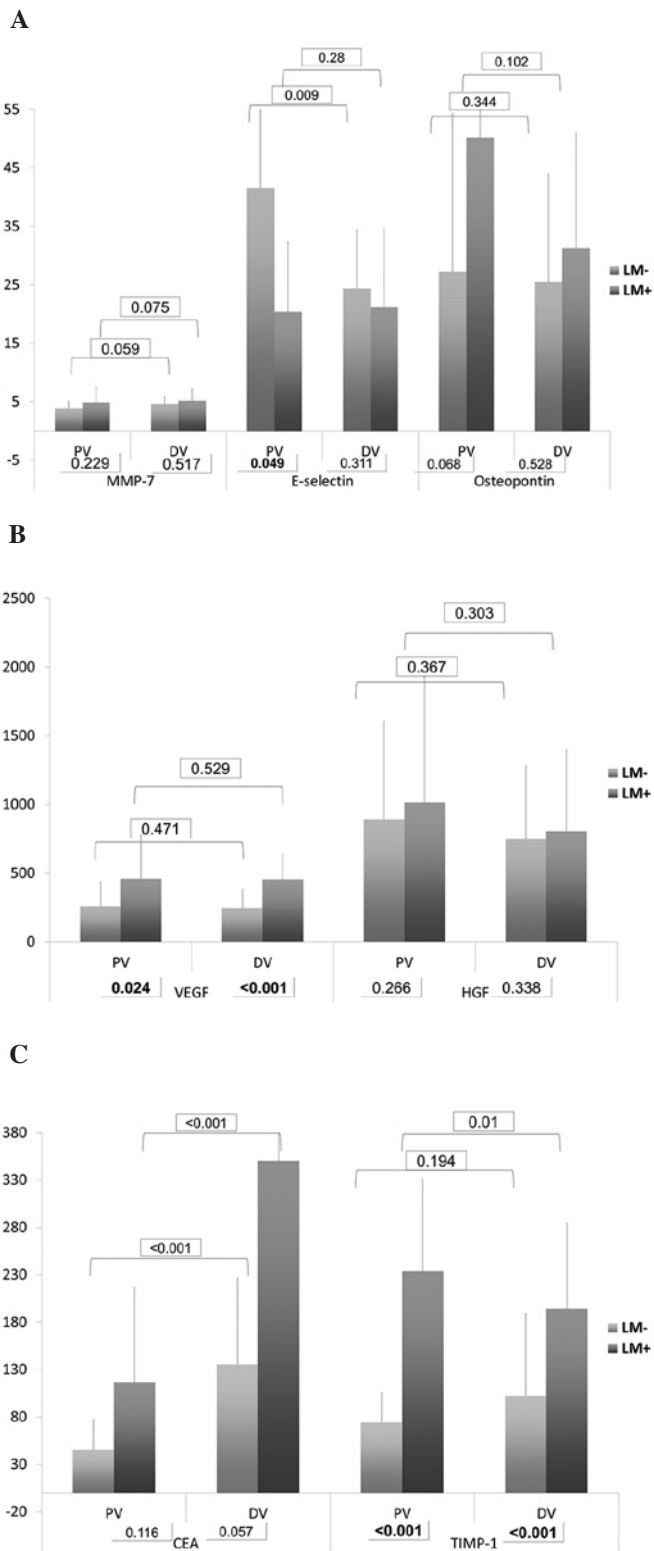 A
0.28
0.102
0.009
0.344
55
45
35
LM-
25
LM+
0.075
15
0.059
5
PV DV PV DV PV DV
-5
0.229 0.517 0.049 0.311 0.068 0.528
MMP-7 E-selectin Osteopontin
B
2500
0.303
2000
0.367
1500
LM-
0.529
LM+
1000
0.471
500
0
PV DV PV DV
0.024 VEGF <0.001 0.266 HGF 0.338
C
<0.001 0.01
380
0.194
330
280
<0.001
230
LM-
180
LM+
130
80
30
-20
PV DV PV DV
0.116 CEA 0.057 <0.001 TIMP-1 <0.001